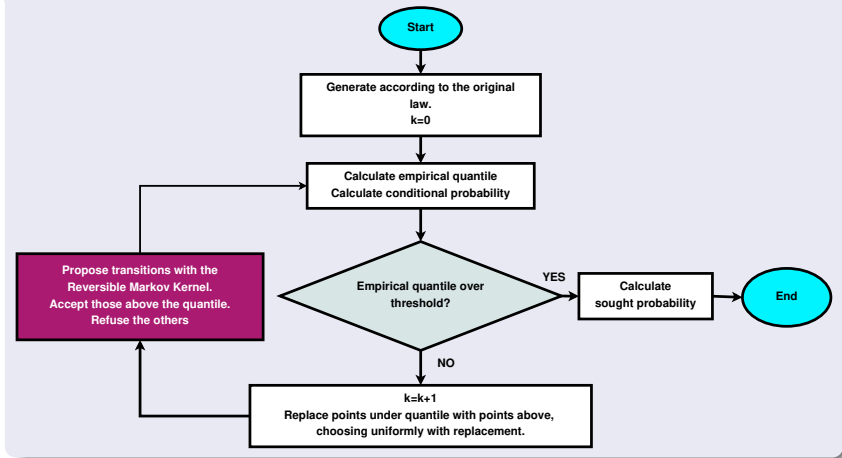 Start
Generate according to the original
law.
k=0
Calculate empirical quantile
Calculate conditional probability
Propose transitions with the
Reversible Markov Kernel.
Accept those above the quantile.
Refuse the others
Empirical quantile over
threshold?
YES
Calculate
sought probability
End
NO
k=k+1
Replace points under quantile with points above,
choosing uniformly with replacement.